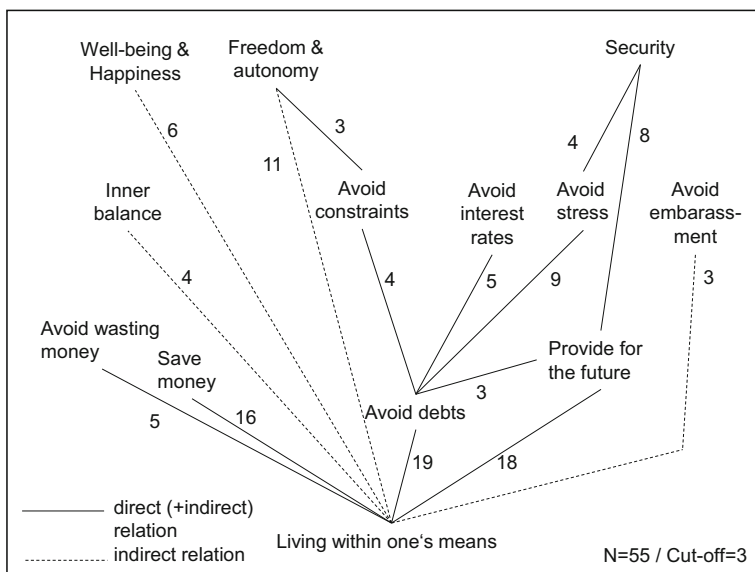 Well-being &
Happiness
Freedom &
autonomy
Security
6
3
11
4
8
Inner
balance
Avoid
constraints
Avoid
interest
rates
Avoid
stress
Avoid
embarass-
ment
4
4
5
9
3
Avoid wasting
money
Save
money
Provide for
the future
3
Avoid debts
5
16
19
18
direct (+indirect)
relation
indirect relation
Living within one‘s means
N=55 / Cut-off=3